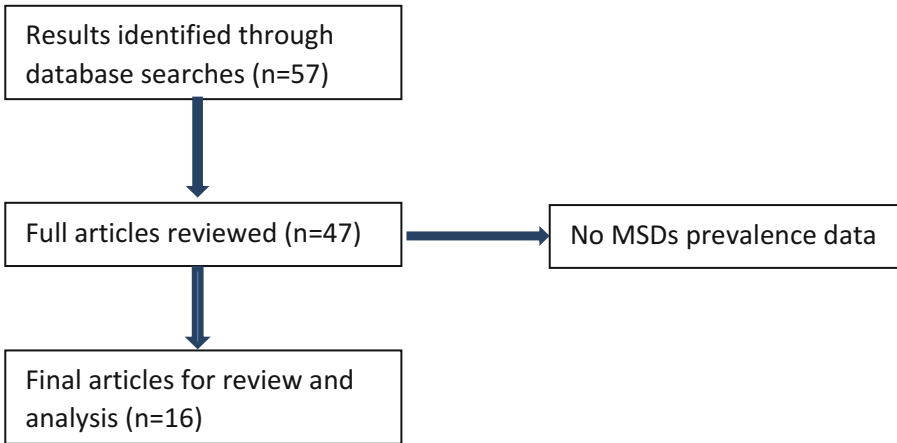 Results identified through
database searches (n=57)
Full articles reviewed (n=47)
No MSDs prevalence data
Final articles for review and
analysis (n=16)